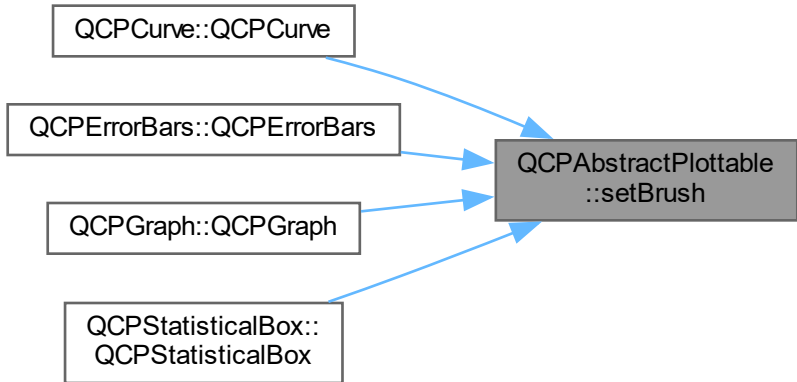 QCPCurve::QCPCurve
QCPErrorBars::QCPErrorBars
QCPAbstractPlottable
::setBrush
QCPGraph::QCPGraph
QCPStatisticalBox::
QCPStatisticalBox